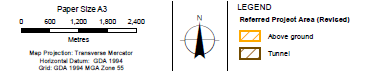 Paper Size A3
0 600 1,200 1,800 2,400
Metres
Map Projection: Transverse Mercator
Horizontal Datum: GDA 1994
Grid: GDA 1994 MGA Zone 55
N
LEGEND
Referred Project Area (Revised)
Above ground
Tunnel